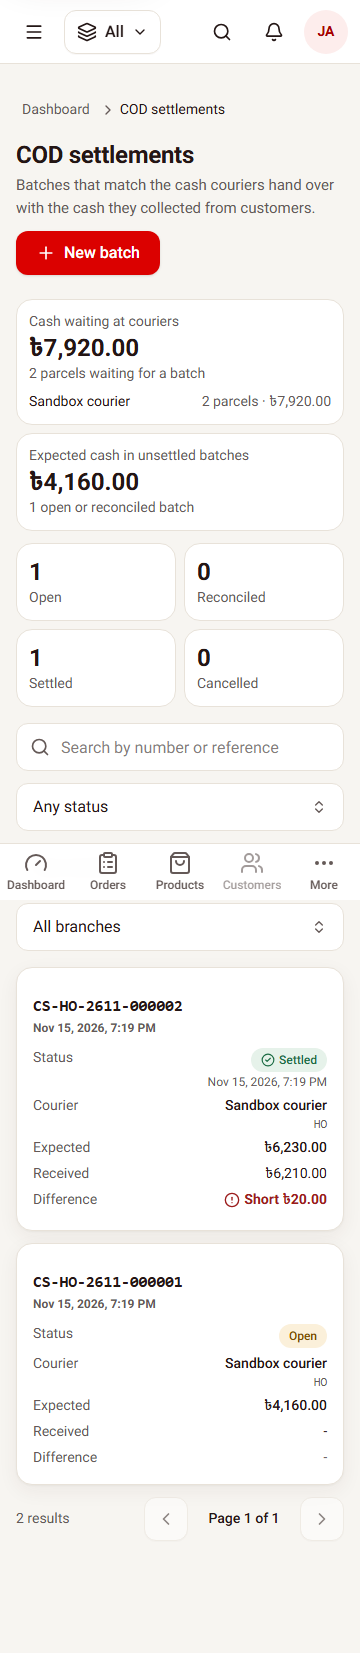 All
JA
Dashboard > COD settlements
COD settlements
Batches that match the cash couriers hand over
with the cash they collected from customers.
+ New batch
Cash waiting at couriers
৳7,920.00
2 parcels waiting for a batch
Sandbox courier 2 parcels · ৳7,920.00
Expected cash in unsettled batches
৳4,160.00
1 open or reconciled batch
1 0
Open Reconciled
1 0
Settled Cancelled
Search by number or reference
Any status
Dashboard Orders Products Customers More
All branches
CS-HO-2611-000002
Nov 15, 2026, 7:19 PM
Status Settled
Nov 15, 2026, 7:19 PM
Courier Sandbox courier
HO
Expected ৳6,230.00
Received ৳6,210.00
Difference Short ৳20.00
CS-HO-2611-000001
Nov 15, 2026, 7:19 PM
Status Open
Courier Sandbox courier
HO
Expected ৳4,160.00
Received -
Difference -
2 results Page 1 of 1